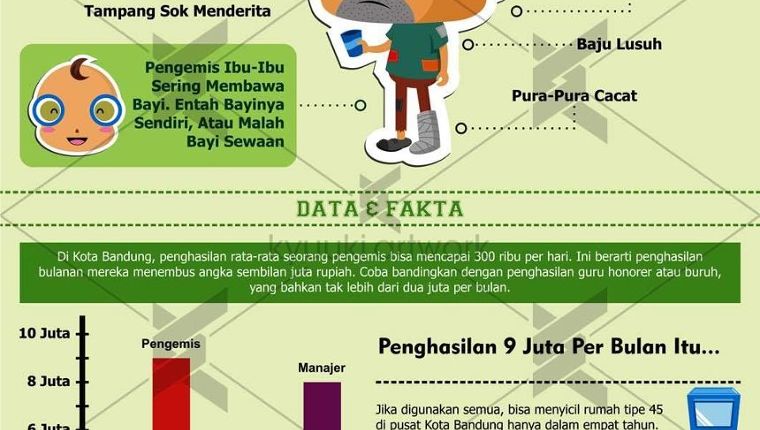 Tampang Sok Menderita
Baju Lusuh
Pura-Pura Cacat
Pengemis Ibu-Ibu
Sering Membawa
Bayi. Entah Bayinya
Sendiri, Atau Malah
Bayi Sewaan
DATA & FAKTA
kyuuki artwork
Di Kota Bandung, penghasilan rata-rata seorang pengemis bisa mencapai 300 ribu per hari. Ini berarti penghasilan
bulanan mereka menembus angka sembilan juta rupiah. Coba bandingkan dengan penghasilan guru honorer atau buruh,
yang bahkan tak lebih dari dua juta per bulan.
10 Juta
Pengemis
Manajer
8 Juta
6 Juta
Penghasilan 9 Juta Per Bulan Itu...
Jika digunakan semua, bisa menyicil rumah tipe 45
di pusat Kota Bandung hanya dalam empat tahun.